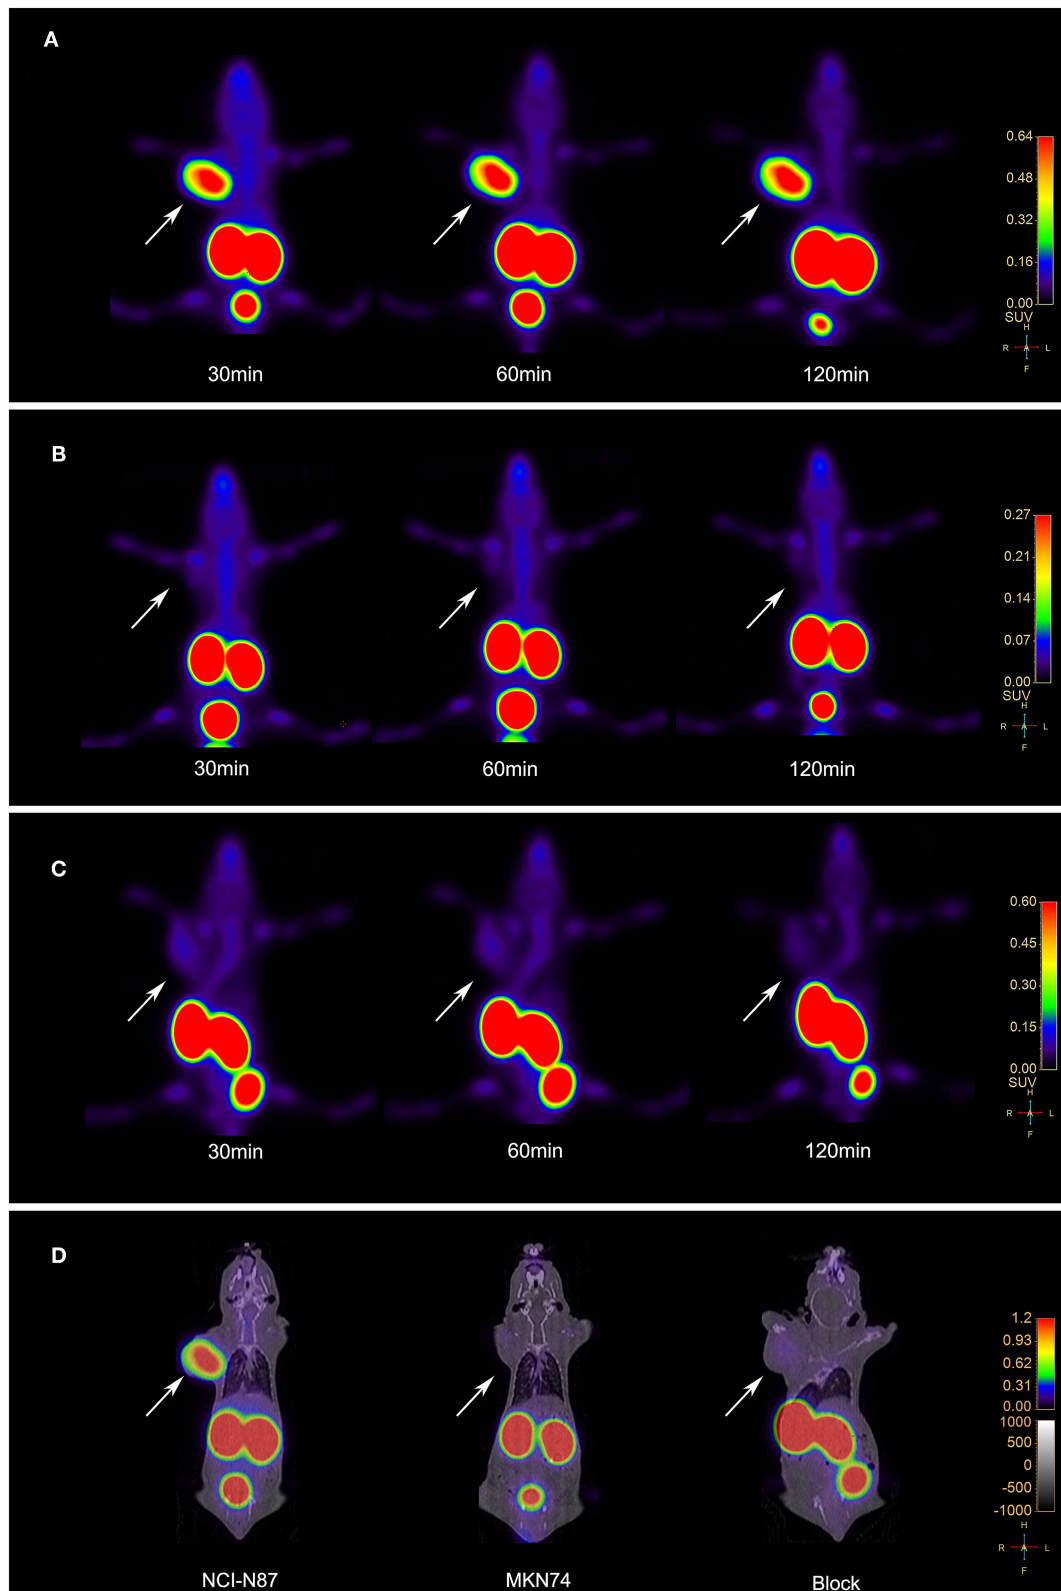 A
0.64
0.48
0.32
0.16
0.00
SUV
H
R A L
F
30min 60min 120min
B
0.27
0.21
0.14
0.07
0.00
SUV
H
R A L
F
30min 60min 120min
C
0.60
0.45
0.30
0.15
0.00
SUV
H
R A L
F
30min 60min 120min
D
1.2
0.93
0.62
0.31
0.00
1000
500
0
-500
-1000
H
R A L
F
NCI-N87 MKN74 Block